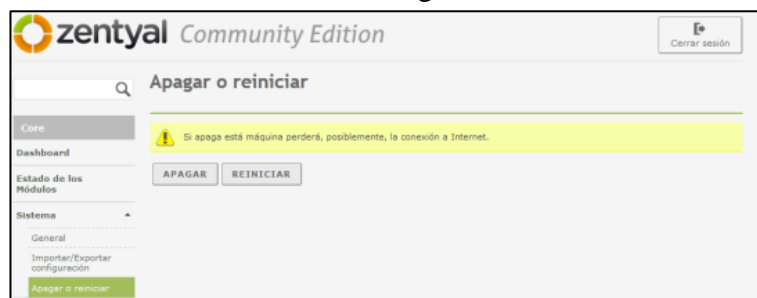 zentyal Community Edition
Cerrar sesión
Apagar o reiniciar
Core
Si apaga está máquina perderá, posiblemente, la conexión a Internet.
Dashboard
APAGAR REINICIAR
Estado de los
Módulos
Sistema
General
Importar/Exportar
configuración
Apagar o reiniciar